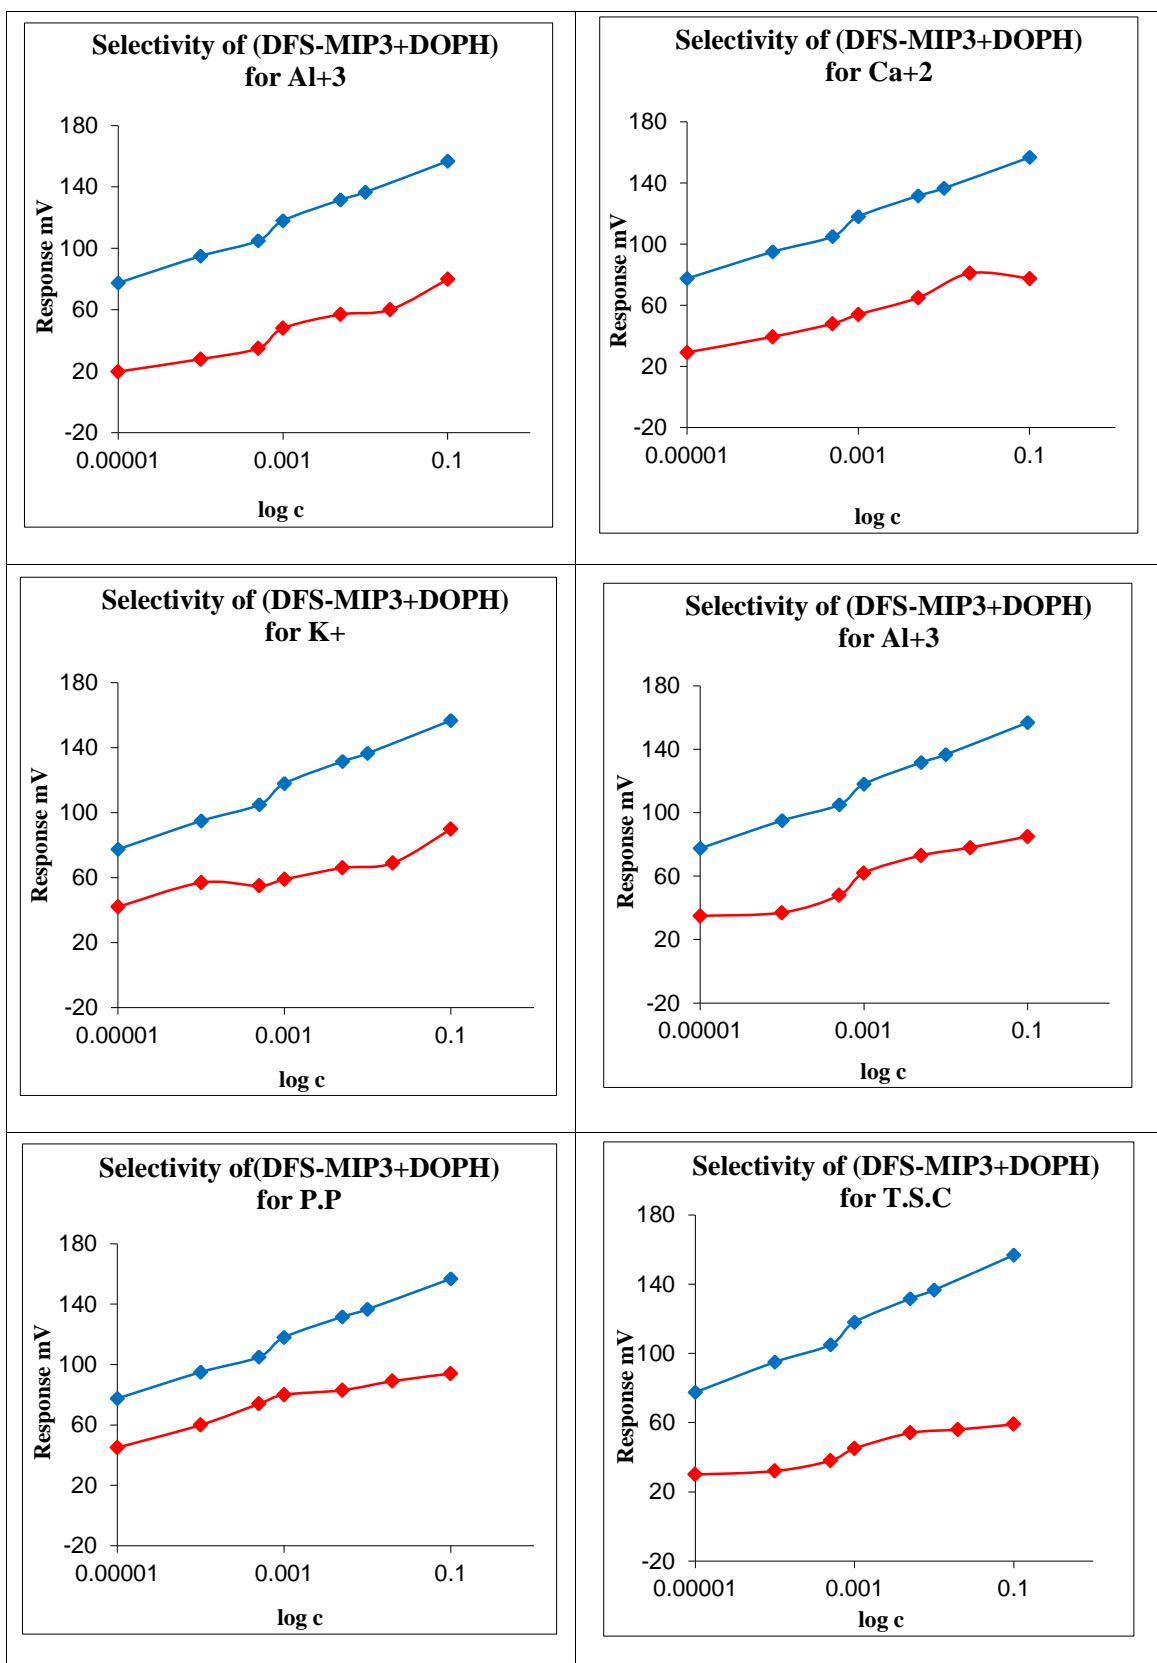 Selectivity of (DFS-MIP3+DOPH)
for Al+3
180
140
100
60
20
-20
0.00001
0.001
0.1
Response mV
log c
Selectivity of (DFS-MIP3+DOPH)
for Ca+2
180
140
100
60
20
-20
0.00001
0.001
0.1
Response mV
log c
Selectivity of (DFS-MIP3+DOPH)
for K+
180
140
100
60
20
-20
0.00001
0.001
0.1
Response mV
log c
Selectivity of (DFS-MIP3+DOPH)
for Al+3
180
140
100
60
20
-20
0.00001
0.001
0.1
Response mV
log c
Selectivity of(DFS-MIP3+DOPH)
for P.P
180
140
100
60
20
-20
0.00001
0.001
0.1
Response mV
log c
Selectivity of (DFS-MIP3+DOPH)
for T.S.C
180
140
100
60
20
-20
0.00001
0.001
0.1
Response mV
log c